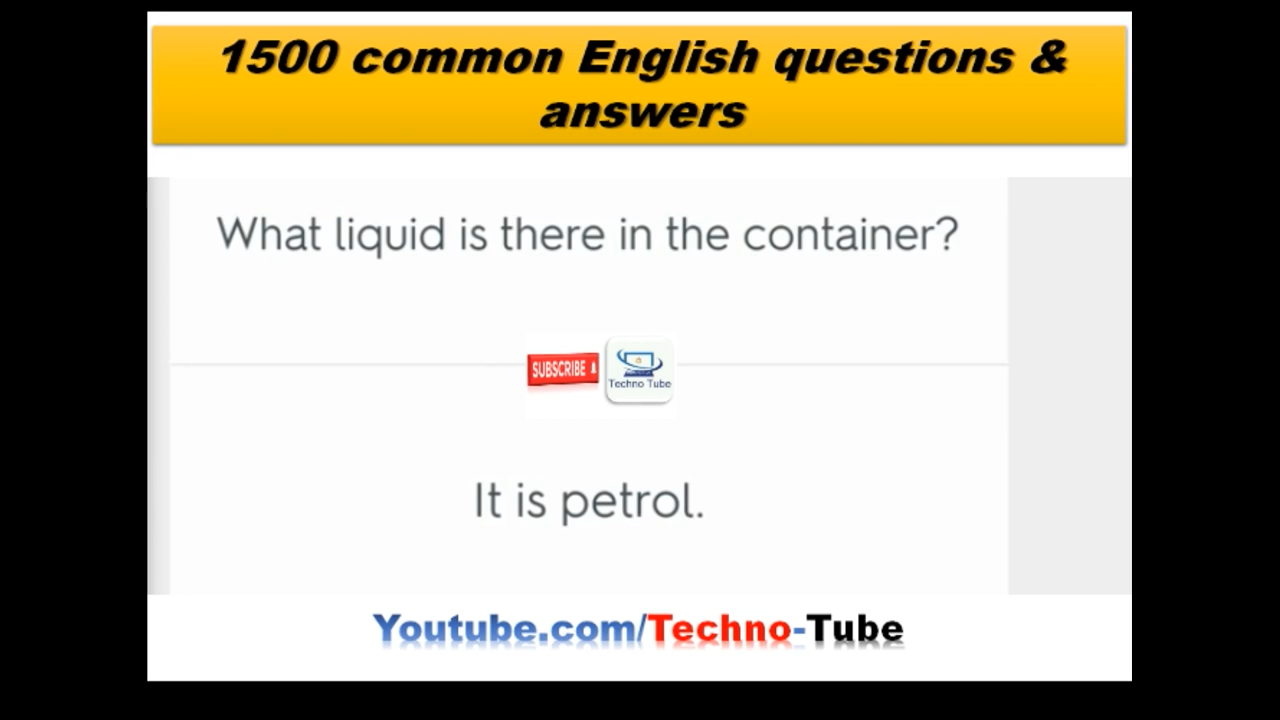 1500 common English questions &
answers
What liquid is there in the container?
SUBSCRIBE
Techno Tube
It is petrol.
Youtube.com/Techno-Tube